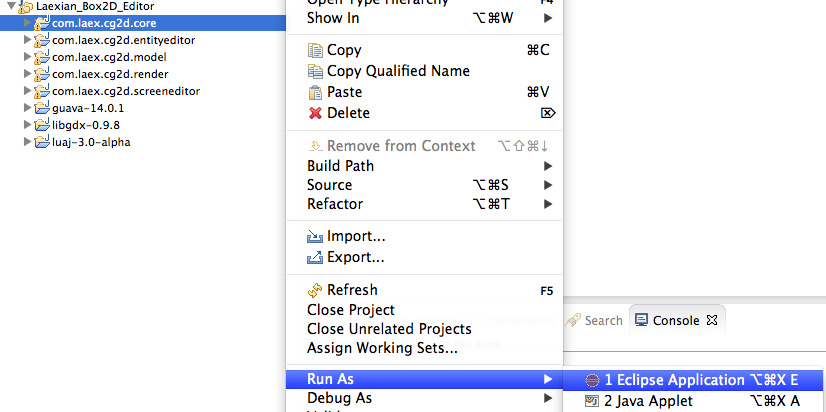 Laexian_Box2D_Editor
com.laex.cg2d.core
com.laex.cg2d.entityeditor
com.laex.cg2d.model
com.laex.cg2d.render
com.laex.cg2d.screeneditor
guava-14.0.1
libgdx-0.9.8
luaj-3.0-alpha
Open Type Hierarchy F4
Show In ⌥⌘W ▶
Copy ⌘C
Copy Qualified Name
Paste ⌘V
Delete ⌦
Remove from Context ⌥⇧⌘↓
Build Path ▶
Source ⌥⌘S ▶
Refactor ⌥⌘T ▶
Import...
Export...
Refresh F5
Close Project
Close Unrelated Projects
Assign Working Sets...
Run As ▶
Debug As ▶
Search
Console
1 Eclipse Application ⌥⌘X E
2 Java Applet ⌥⌘X A